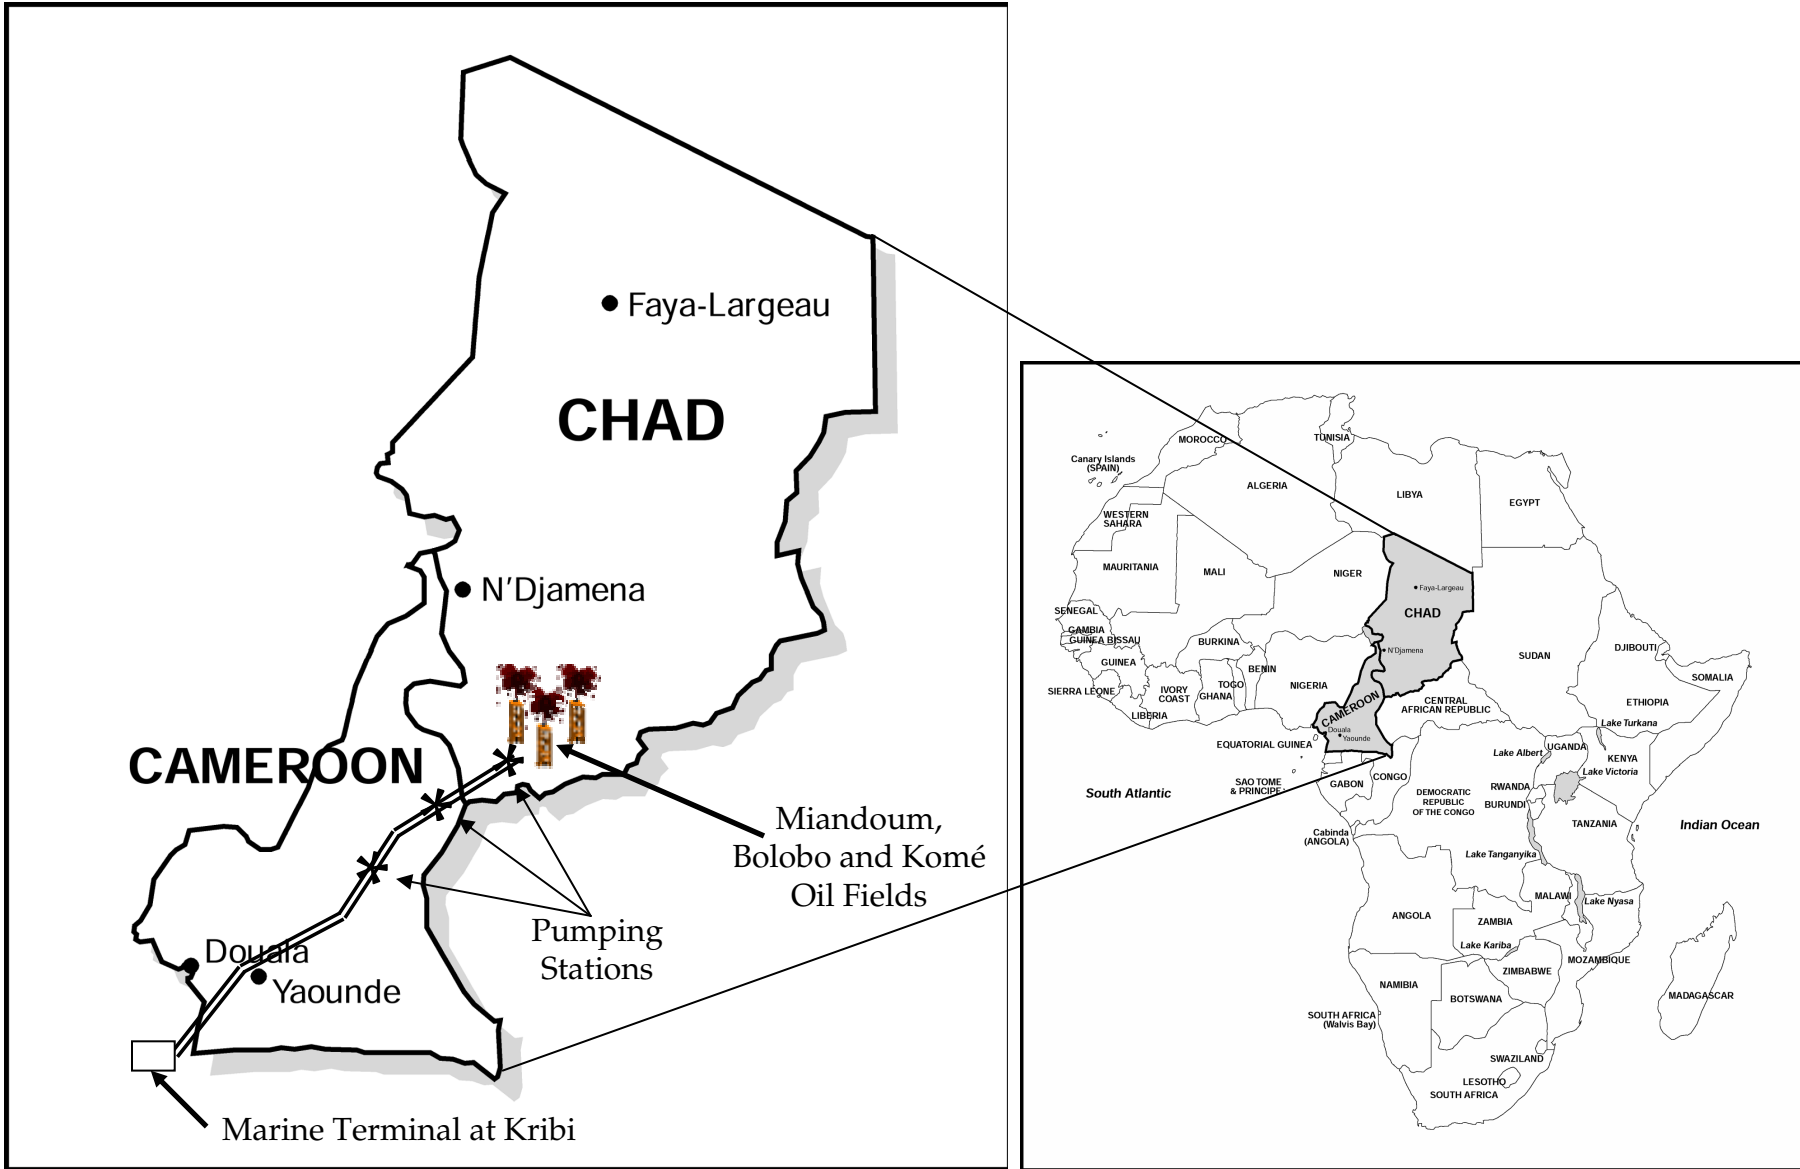 Faya-Largeau
CHAD
N'Djamena
CAMEROON
Miandoum,
Bolobo and Komé
Oil Fields
Pumping
Stations
Douala
Yaounde
Marine Terminal at Kribi
MOROCCO
TUNISIA
Canary Islands
(SPAIN)
ALGERIA
LIBYA
EGYPT
WESTERN
SAHARA
MAURITANIA
MALI
NIGER
Faya-Largeau
CHAD
SENEGAL
GAMBIA
GUINEA BISSAU
BURKINA
N'Djamena
SUDAN
DJIBOUTI
GUINEA
BENIN
SIERRA LEONE
IVORY
COAST
GHANA
TOGO
NIGERIA
SOMALIA
ETHIOPIA
LIBERIA
CAMEROON
CENTRAL
AFRICAN REPUBLIC
Douala
Yaounde
Lake Turkana
EQUATORIAL GUINEA
Lake Albert
UGANDA
KENYA
Lake Victoria
SAO TOME
& PRINCIPE
GABON
CONGO
RWANDA
BURUNDI
DEMOCRATIC
REPUBLIC
OF THE CONGO
South Atlantic
TANZANIA
Indian Ocean
Cabinda
(ANGOLA)
Lake Tanganyika
MALAWI
Lake Nyasa
ANGOLA
ZAMBIA
Lake Kariba
MOZAMBIQUE
ZIMBABWE
NAMIBIA
BOTSWANA
MADAGASCAR
SOUTH AFRICA
(Walvis Bay)
SWAZILAND
LESOTHO
SOUTH AFRICA